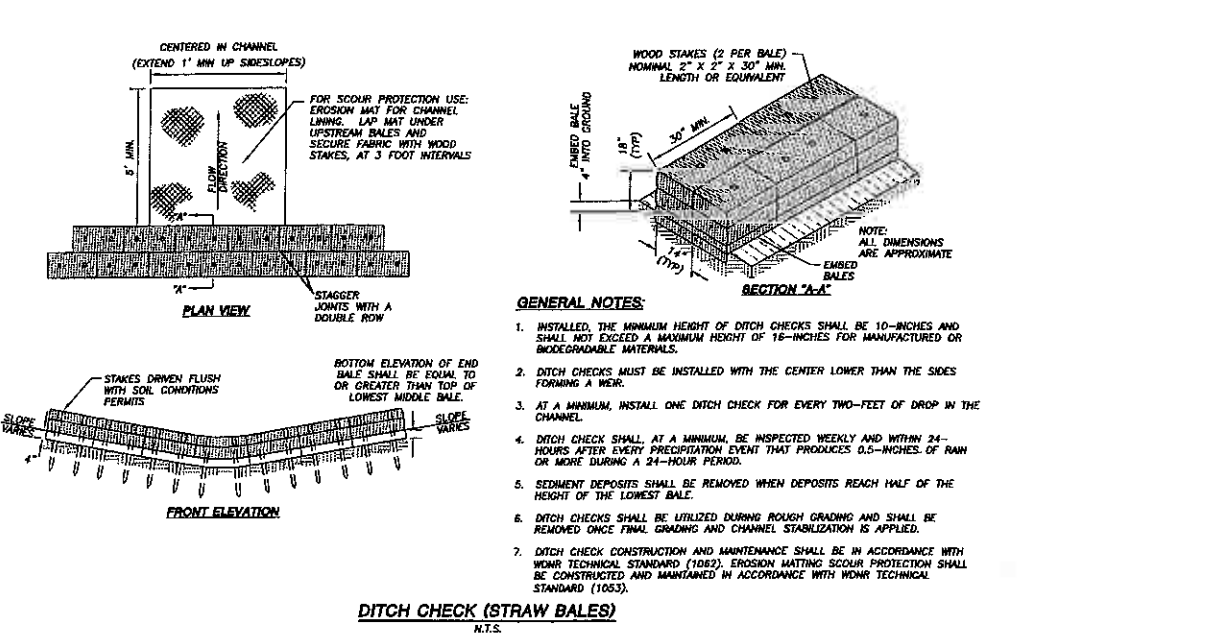 CENTERED IN CHANNEL
(EXTEND 1' MIN UP SIDESLOPES)
5' MIN.
FLOW
DIRECTION
FOR SCOUR PROTECTION USE:
EROSION MAT FOR CHANNEL
LINING. LAP MAT UNDER
UPSTREAM BALES AND
SECURE FABRIC WITH WOOD
STAKES, AT 3 FOOT INTERVALS
"A"
"A"
STAGGER
JOINTS WITH A
DOUBLE ROW
PLAN VIEW
WOOD STAKES (2 PER BALE)
NOMINAL 2" X 2" X 30" MIN.
LENGTH OR EQUIVALENT
EMBED BALE
4" INTO GROUND
18"
(TYP)
30" MIN.
14"
(TYP)
NOTE:
ALL DIMENSIONS
ARE APPROXIMATE
EMBED
BALES
SECTION "A-A"
STAKES DRIVEN FLUSH
WITH SOIL CONDITIONS
PERMITS
BOTTOM ELEVATION OF END
BALE SHALL BE EQUAL TO
OR GREATER THAN TOP OF
LOWEST MIDDLE BALE.
SLOPE
VARIES
SLOPE
VARIES
4"
FRONT ELEVATION
GENERAL NOTES:
1. INSTALLED, THE MINIMUM HEIGHT OF DITCH CHECKS SHALL BE 10-INCHES AND
SHALL NOT EXCEED A MAXIMUM HEIGHT OF 16-INCHES FOR MANUFACTURED OR
BIODEGRADABLE MATERIALS.
2. DITCH CHECKS MUST BE INSTALLED WITH THE CENTER LOWER THAN THE SIDES
FORMING A WEIR.
3. AT A MINIMUM, INSTALL ONE DITCH CHECK FOR EVERY TWO-FEET OF DROP IN THE
CHANNEL.
4. DITCH CHECK SHALL, AT A MINIMUM, BE INSPECTED WEEKLY AND WITHIN 24-
HOURS AFTER EVERY PRECIPITATION EVENT THAT PRODUCES 0.5-INCHES OF RAIN
OR MORE DURING A 24-HOUR PERIOD.
5. SEDIMENT DEPOSITS SHALL BE REMOVED WHEN DEPOSITS REACH HALF OF THE
HEIGHT OF THE LOWEST BALE.
6. DITCH CHECKS SHALL BE UTILIZED DURING ROUGH GRADING AND SHALL BE
REMOVED ONCE FINAL GRADING AND CHANNEL STABILIZATION IS APPLIED.
7. DITCH CHECK CONSTRUCTION AND MAINTENANCE SHALL BE IN ACCORDANCE WITH
WDNR TECHNICAL STANDARD (1062). EROSION MATTING SCOUR PROTECTION SHALL
BE CONSTRUCTED AND MAINTAINED IN ACCORDANCE WITH WDNR TECHNICAL
STANDARD (1053).
DITCH CHECK (STRAW BALES)
N.T.S.